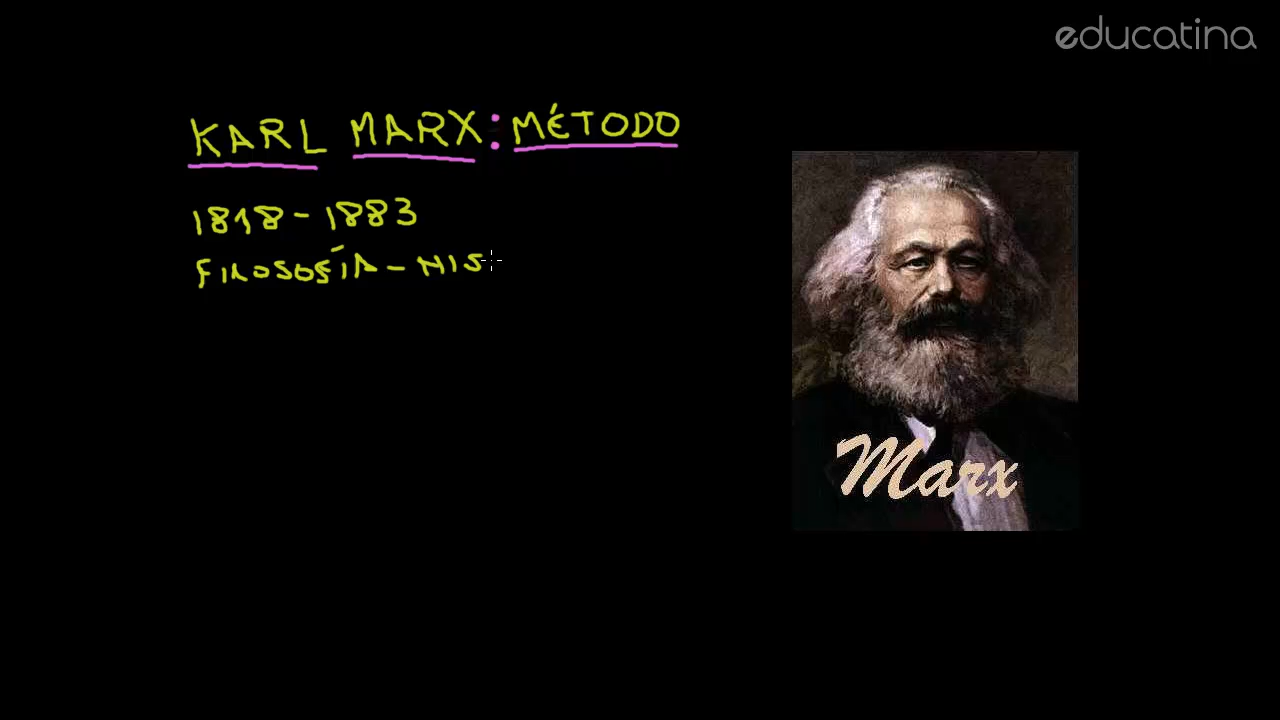 educatina
KARL MARX: MÉTODO
1818-1883
FILOSOFÍA - HIS
Marx